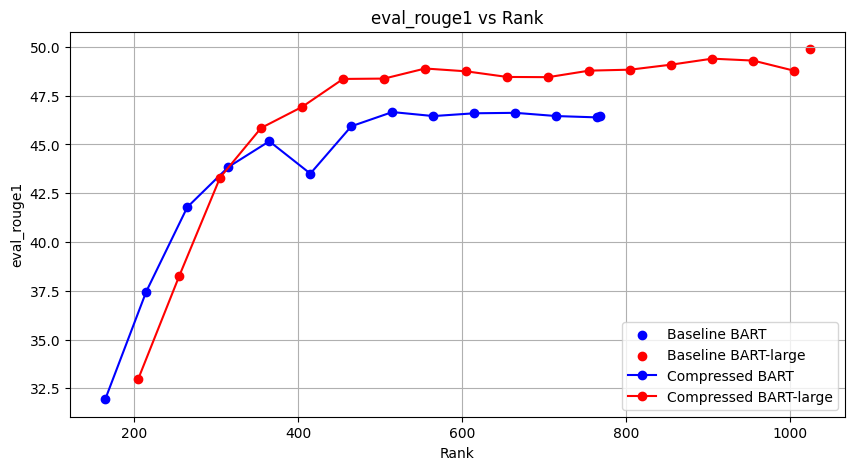 eval_rouge1 vs Rank
eval_rouge1
50.0
47.5
45.0
42.5
40.0
37.5
35.0
32.5
200
400
600
800
1000
Rank
Baseline BART
Baseline BART-large
Compressed BART
Compressed BART-large